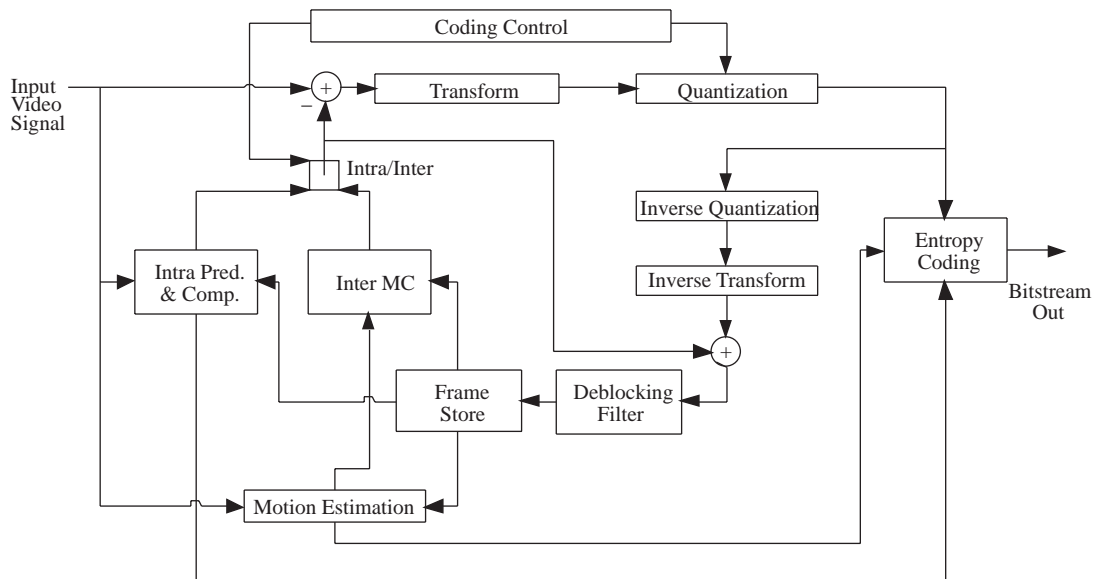 Coding Control
Input
Video
Signal
+
Transform
Quantization
−
Intra/Inter
Inverse Quantization
Entropy
Coding
Intra Pred.
& Comp.
Inter MC
Inverse Transform
Bitstream
Out
+
Frame
Store
Deblocking
Filter
Motion Estimation